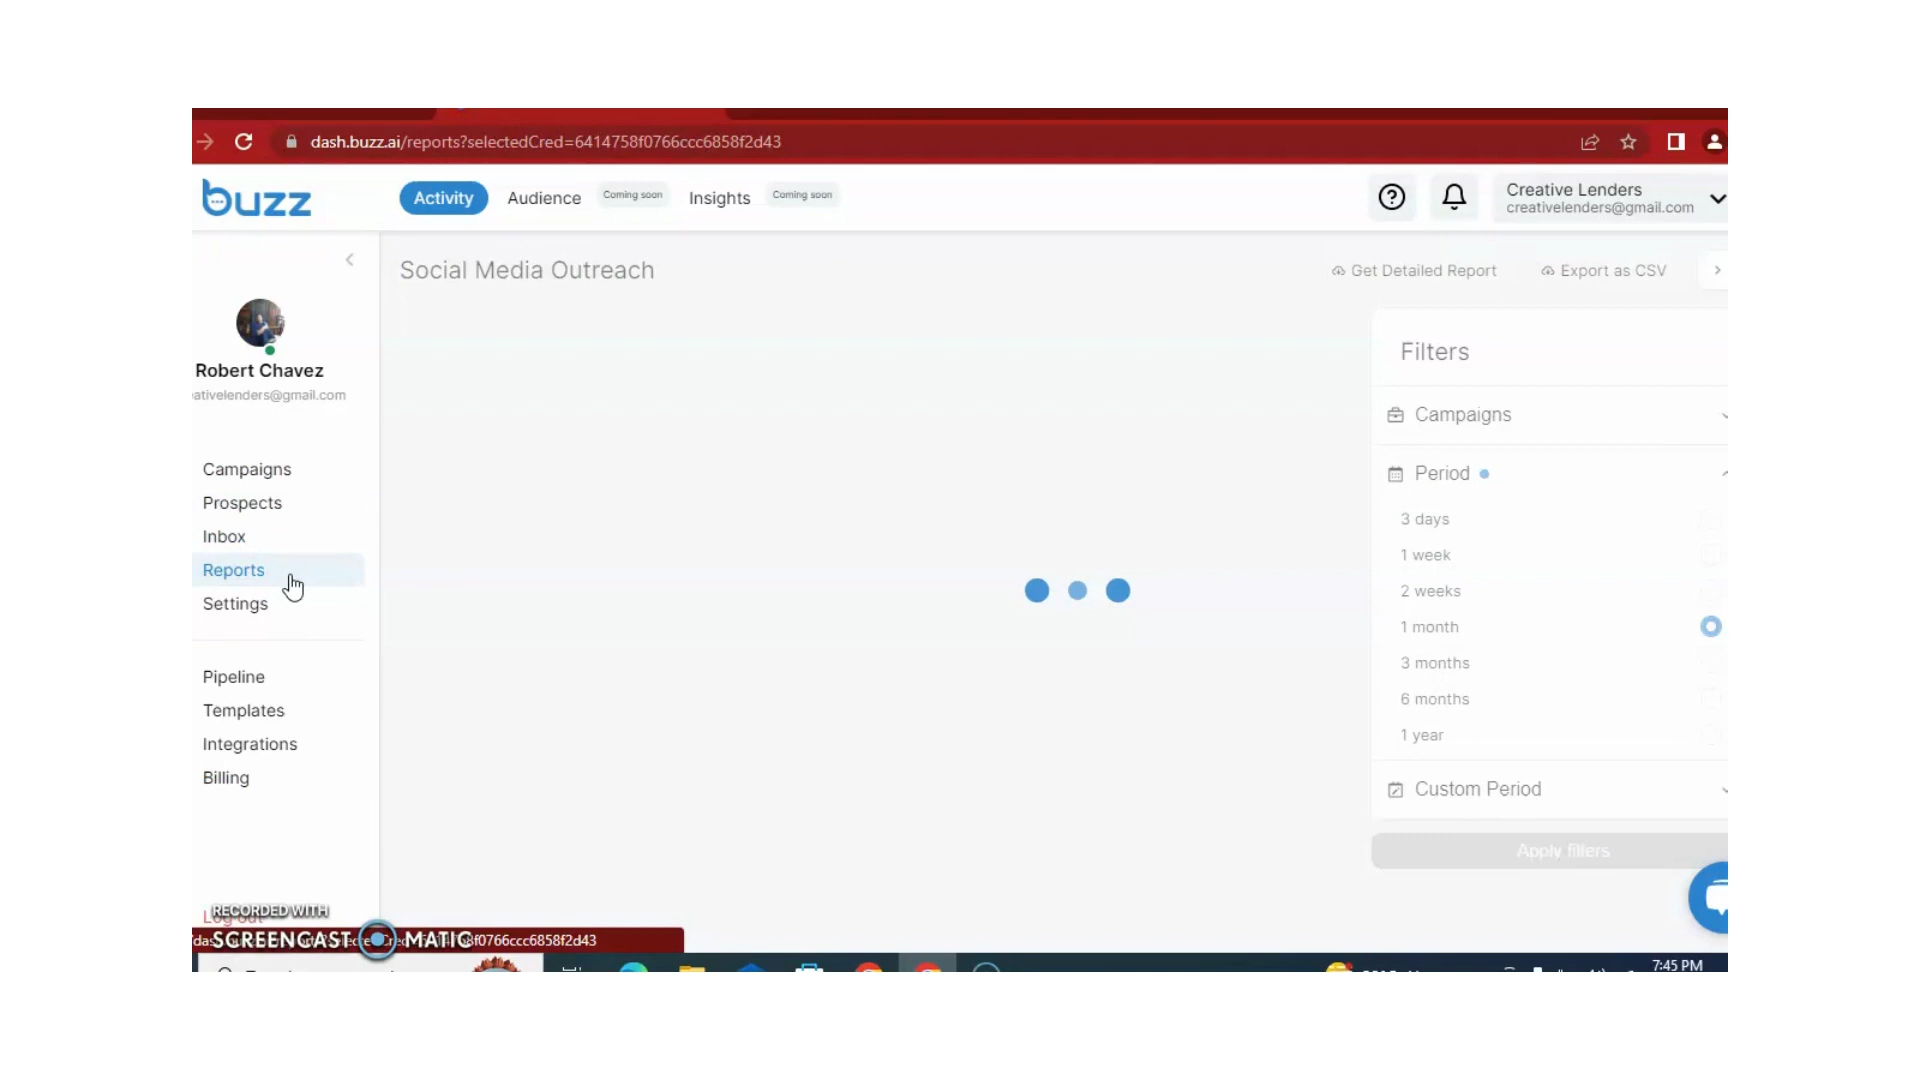 dash.buzz.ai/reports?selectedCred=6414758f0766ccc6858f2d43
buzz
Activity
Audience
Coming soon
Insights
Coming soon
Creative Lenders
creativelenders@gmail.com
Social Media Outreach
Get Detailed Report
Export as CSV
Robert Chavez
ativelenders@gmail.com
Campaigns
Prospects
Inbox
Reports
Settings
Pipeline
Templates
Integrations
Billing
Log out
Filters
Campaigns
Period
3 days
1 week
2 weeks
1 month
3 months
6 months
1 year
Custom Period
Apply filters
RECORDED WITH
SCREENCAST MATIC
8f0766ccc6858f2d43
7:45 PM